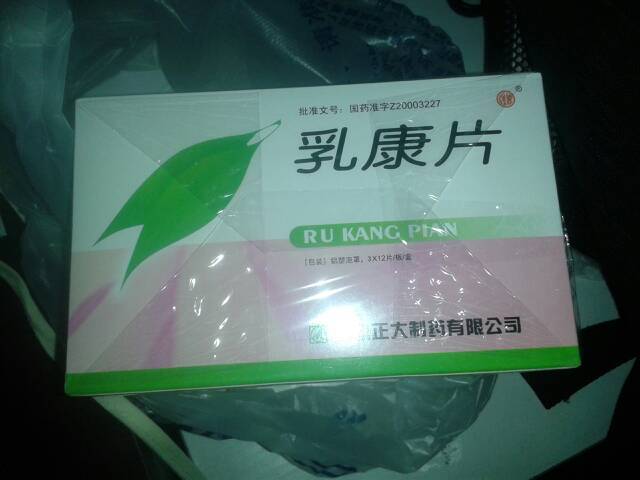 批准文号：国药准字Z20003227
®
乳康片
RU KANG PIAN
［包装］铝塑泡罩，3X12片/板/盒
正大制药有限公司